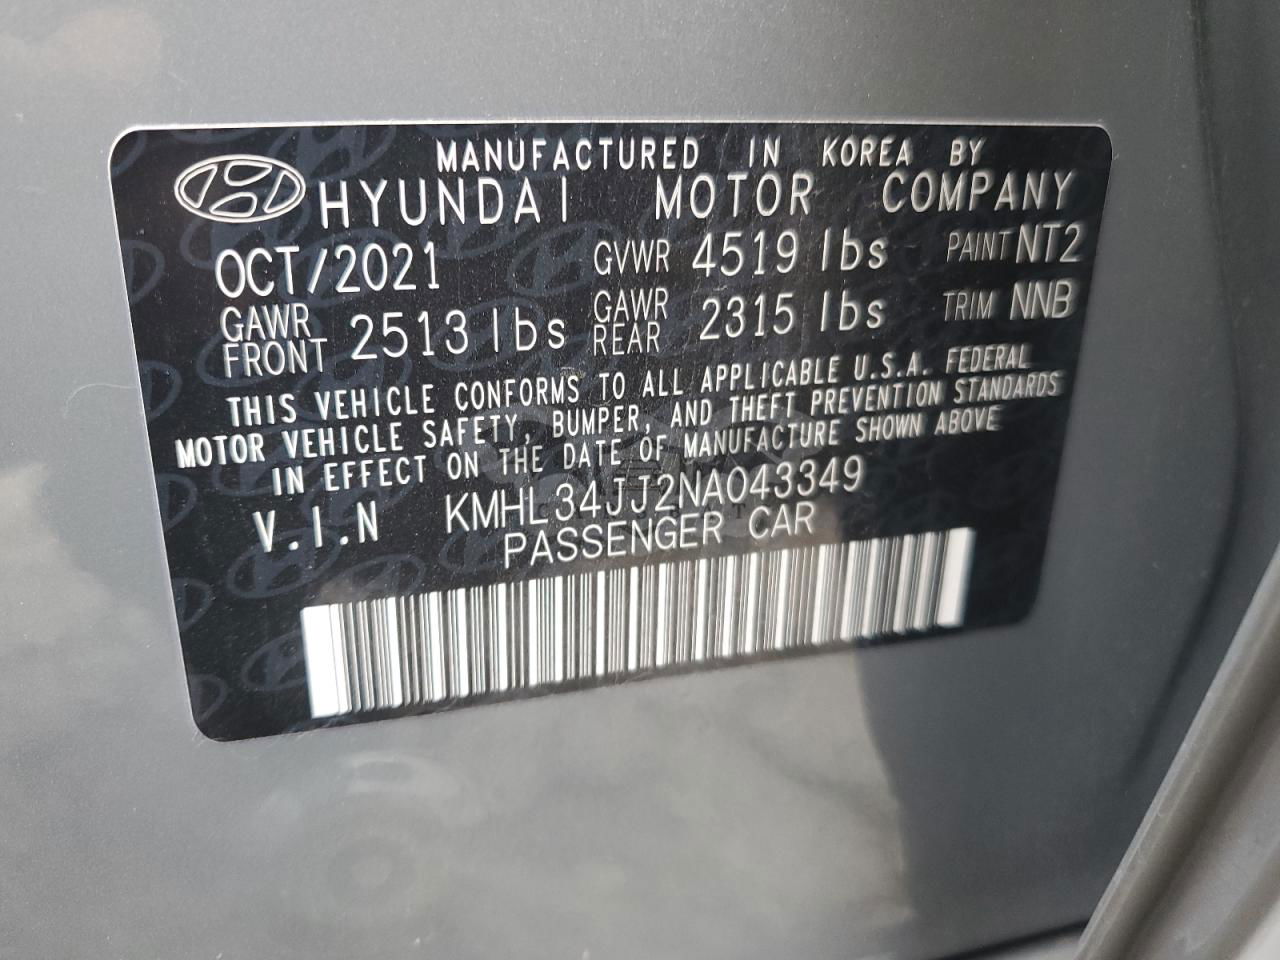 MANUFACTURED IN KOREA BY
HYUNDAI MOTOR COMPANY
OCT/2021 GVWR 4519 lbs PAINT NT2
GAWR FRONT 2513 lbs GAWR REAR 2315 lbs TRIM NNB
THIS VEHICLE CONFORMS TO ALL APPLICABLE U.S.A. FEDERAL
MOTOR VEHICLE SAFETY, BUMPER, AND THEFT PREVENTION STANDARDS
IN EFFECT ON THE DATE OF MANUFACTURE SHOWN ABOVE
V.I.N KMHL34JJ2NA043349
PASSENGER CAR